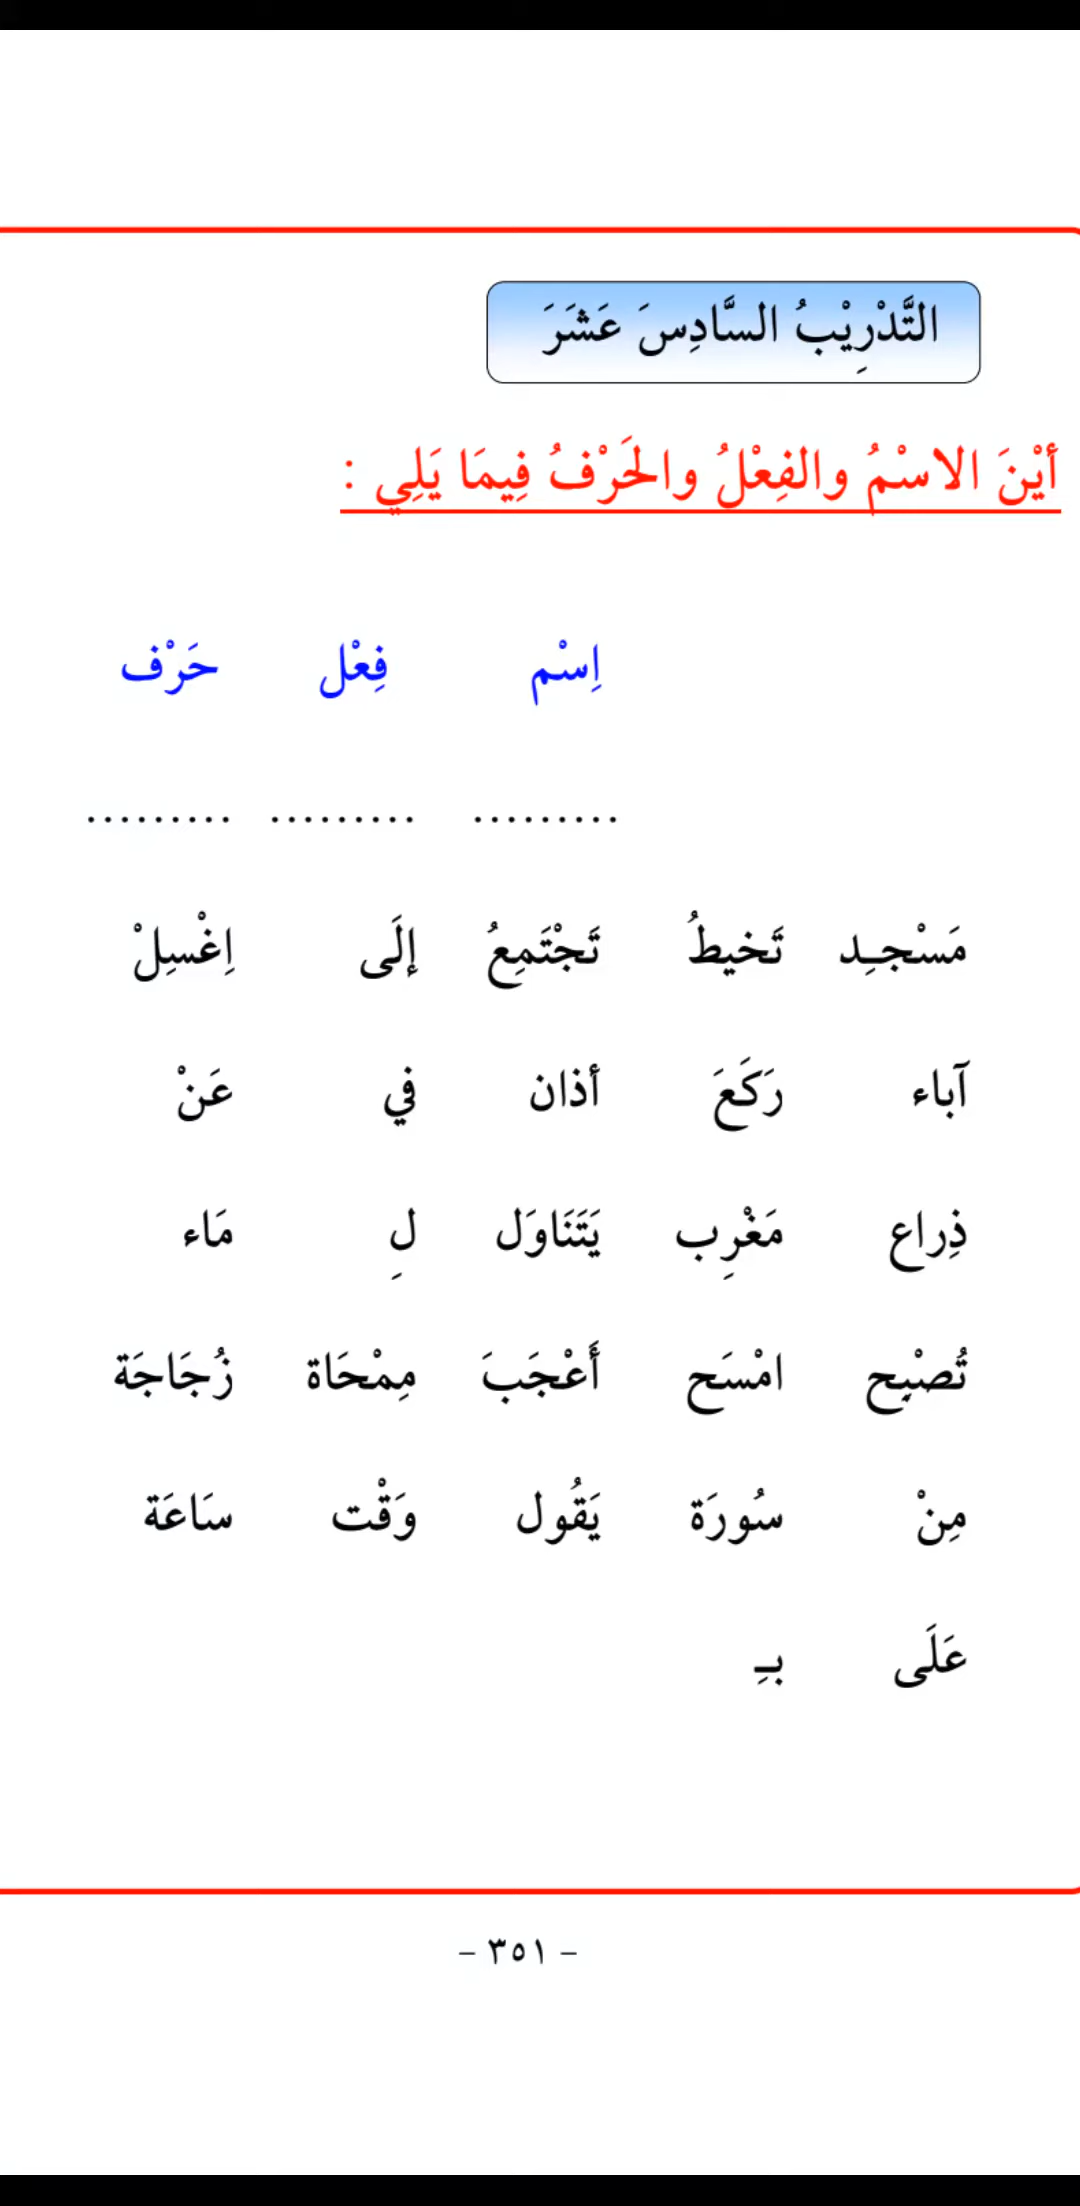 التَّدْرِيْبُ السَّادِسَ عَشَرَ
أيْنَ الاسْمُ والفِعْلُ والحَرْفُ فِيمَا يَلِي :
اِسْم فِعْل حَرْف
......... ......... .........
مَسْجِـد تَخيطُ تَجْتَمِعُ إلَى اِغْسِلْ
آباء رَكَعَ أذان في عَنْ
ذِراع مَغْرِب يَتَنَاوَل لِ مَاء
تُصْبِح امْسَح أَعْجَبَ مِمْحَاة زُجَاجَة
مِنْ سُورَة يَقُول وَقْت سَاعَة
عَلَى بـِ
- ٣٥١ -